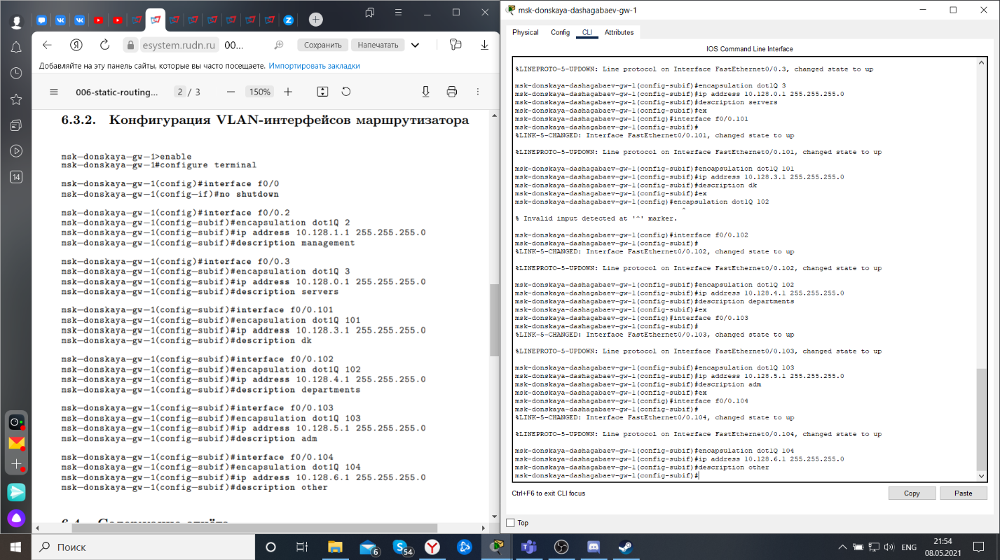 esystem.rudn.ru
00...
Сохранить
Напечатать
Добавляйте на эту панель сайты, которые вы часто посещаете. Импортировать закладки
006-static-routing...
2 / 3
150%
6.3.2. Конфигурация VLAN-интерфейсов маршрутизатора
msk-donskaya-gw-1>enable
msk-donskaya-gw-1#configure terminal
msk-donskaya-gw-1(config)#interface f0/0
msk-donskaya-gw-1(config-if)#no shutdown
msk-donskaya-gw-1(config)#interface f0/0.2
msk-donskaya-gw-1(config-subif)#encapsulation dot1Q 2
msk-donskaya-gw-1(config-subif)#ip address 10.128.1.1 255.255.255.0
msk-donskaya-gw-1(config-subif)#description management
msk-donskaya-gw-1(config)#interface f0/0.3
msk-donskaya-gw-1(config-subif)#encapsulation dot1Q 3
msk-donskaya-gw-1(config-subif)#ip address 10.128.0.1 255.255.255.0
msk-donskaya-gw-1(config-subif)#description servers
msk-donskaya-gw-1(config-subif)#interface f0/0.101
msk-donskaya-gw-1(config-subif)#encapsulation dot1Q 101
msk-donskaya-gw-1(config-subif)#ip address 10.128.3.1 255.255.255.0
msk-donskaya-gw-1(config-subif)#description dk
msk-donskaya-gw-1(config-subif)#interface f0/0.102
msk-donskaya-gw-1(config-subif)#encapsulation dot1Q 102
msk-donskaya-gw-1(config-subif)#ip address 10.128.4.1 255.255.255.0
msk-donskaya-gw-1(config-subif)#description departments
msk-donskaya-gw-1(config-subif)#interface f0/0.103
msk-donskaya-gw-1(config-subif)#encapsulation dot1Q 103
msk-donskaya-gw-1(config-subif)#ip address 10.128.5.1 255.255.255.0
msk-donskaya-gw-1(config-subif)#description adm
msk-donskaya-gw-1(config-subif)#interface f0/0.104
msk-donskaya-gw-1(config-subif)#encapsulation dot1Q 104
msk-donskaya-gw-1(config-subif)#ip address 10.128.6.1 255.255.255.0
msk-donskaya-gw-1(config-subif)#description other
14
msk-donskaya-dashagabaev-gw-1
Physical
Config
CLI
Attributes
IOS Command Line Interface
%LINEPROTO-5-UPDOWN: Line protocol on Interface FastEthernet0/0.3, changed state to up
msk-donskaya-dashagabaev-gw-1(config-subif)#encapsulation dot1Q 3
msk-donskaya-dashagabaev-gw-1(config-subif)#ip address 10.128.0.1 255.255.255.0
msk-donskaya-dashagabaev-gw-1(config-subif)#description servers
msk-donskaya-dashagabaev-gw-1(config-subif)#ex
msk-donskaya-dashagabaev-gw-1(config)#interface f0/0.101
msk-donskaya-dashagabaev-gw-1(config-subif)#
%LINK-5-CHANGED: Interface FastEthernet0/0.101, changed state to up
%LINEPROTO-5-UPDOWN: Line protocol on Interface FastEthernet0/0.101, changed state to up
msk-donskaya-dashagabaev-gw-1(config-subif)#encapsulation dot1Q 101
msk-donskaya-dashagabaev-gw-1(config-subif)#ip address 10.128.3.1 255.255.255.0
msk-donskaya-dashagabaev-gw-1(config-subif)#description dk
msk-donskaya-dashagabaev-gw-1(config-subif)#ex
msk-donskaya-dashagabaev-gw-1(config)#encapsulation dot1Q 102
^
% Invalid input detected at '^' marker.
msk-donskaya-dashagabaev-gw-1(config)#interface f0/0.102
msk-donskaya-dashagabaev-gw-1(config-subif)#
%LINK-5-CHANGED: Interface FastEthernet0/0.102, changed state to up
%LINEPROTO-5-UPDOWN: Line protocol on Interface FastEthernet0/0.102, changed state to up
msk-donskaya-dashagabaev-gw-1(config-subif)#encapsulation dot1Q 102
msk-donskaya-dashagabaev-gw-1(config-subif)#ip address 10.128.4.1 255.255.255.0
msk-donskaya-dashagabaev-gw-1(config-subif)#description departments
msk-donskaya-dashagabaev-gw-1(config-subif)#ex
msk-donskaya-dashagabaev-gw-1(config)#interface f0/0.103
msk-donskaya-dashagabaev-gw-1(config-subif)#
%LINK-5-CHANGED: Interface FastEthernet0/0.103, changed state to up
%LINEPROTO-5-UPDOWN: Line protocol on Interface FastEthernet0/0.103, changed state to up
msk-donskaya-dashagabaev-gw-1(config-subif)#encapsulation dot1Q 103
msk-donskaya-dashagabaev-gw-1(config-subif)#ip address 10.128.5.1 255.255.255.0
msk-donskaya-dashagabaev-gw-1(config-subif)#description adm
msk-donskaya-dashagabaev-gw-1(config-subif)#ex
msk-donskaya-dashagabaev-gw-1(config)#interface f0/0.104
msk-donskaya-dashagabaev-gw-1(config-subif)#
%LINK-5-CHANGED: Interface FastEthernet0/0.104, changed state to up
%LINEPROTO-5-UPDOWN: Line protocol on Interface FastEthernet0/0.104, changed state to up
msk-donskaya-dashagabaev-gw-1(config-subif)#encapsulation dot1Q 104
msk-donskaya-dashagabaev-gw-1(config-subif)#ip address 10.128.6.1 255.255.255.0
msk-donskaya-dashagabaev-gw-1(config-subif)#description other
msk-donskaya-dashagabaev-gw-1(config-subif)#
Ctrl+F6 to exit CLI focus
Copy
Paste
Top
Поиск
6
54
ENG
21:54
08.05.2021